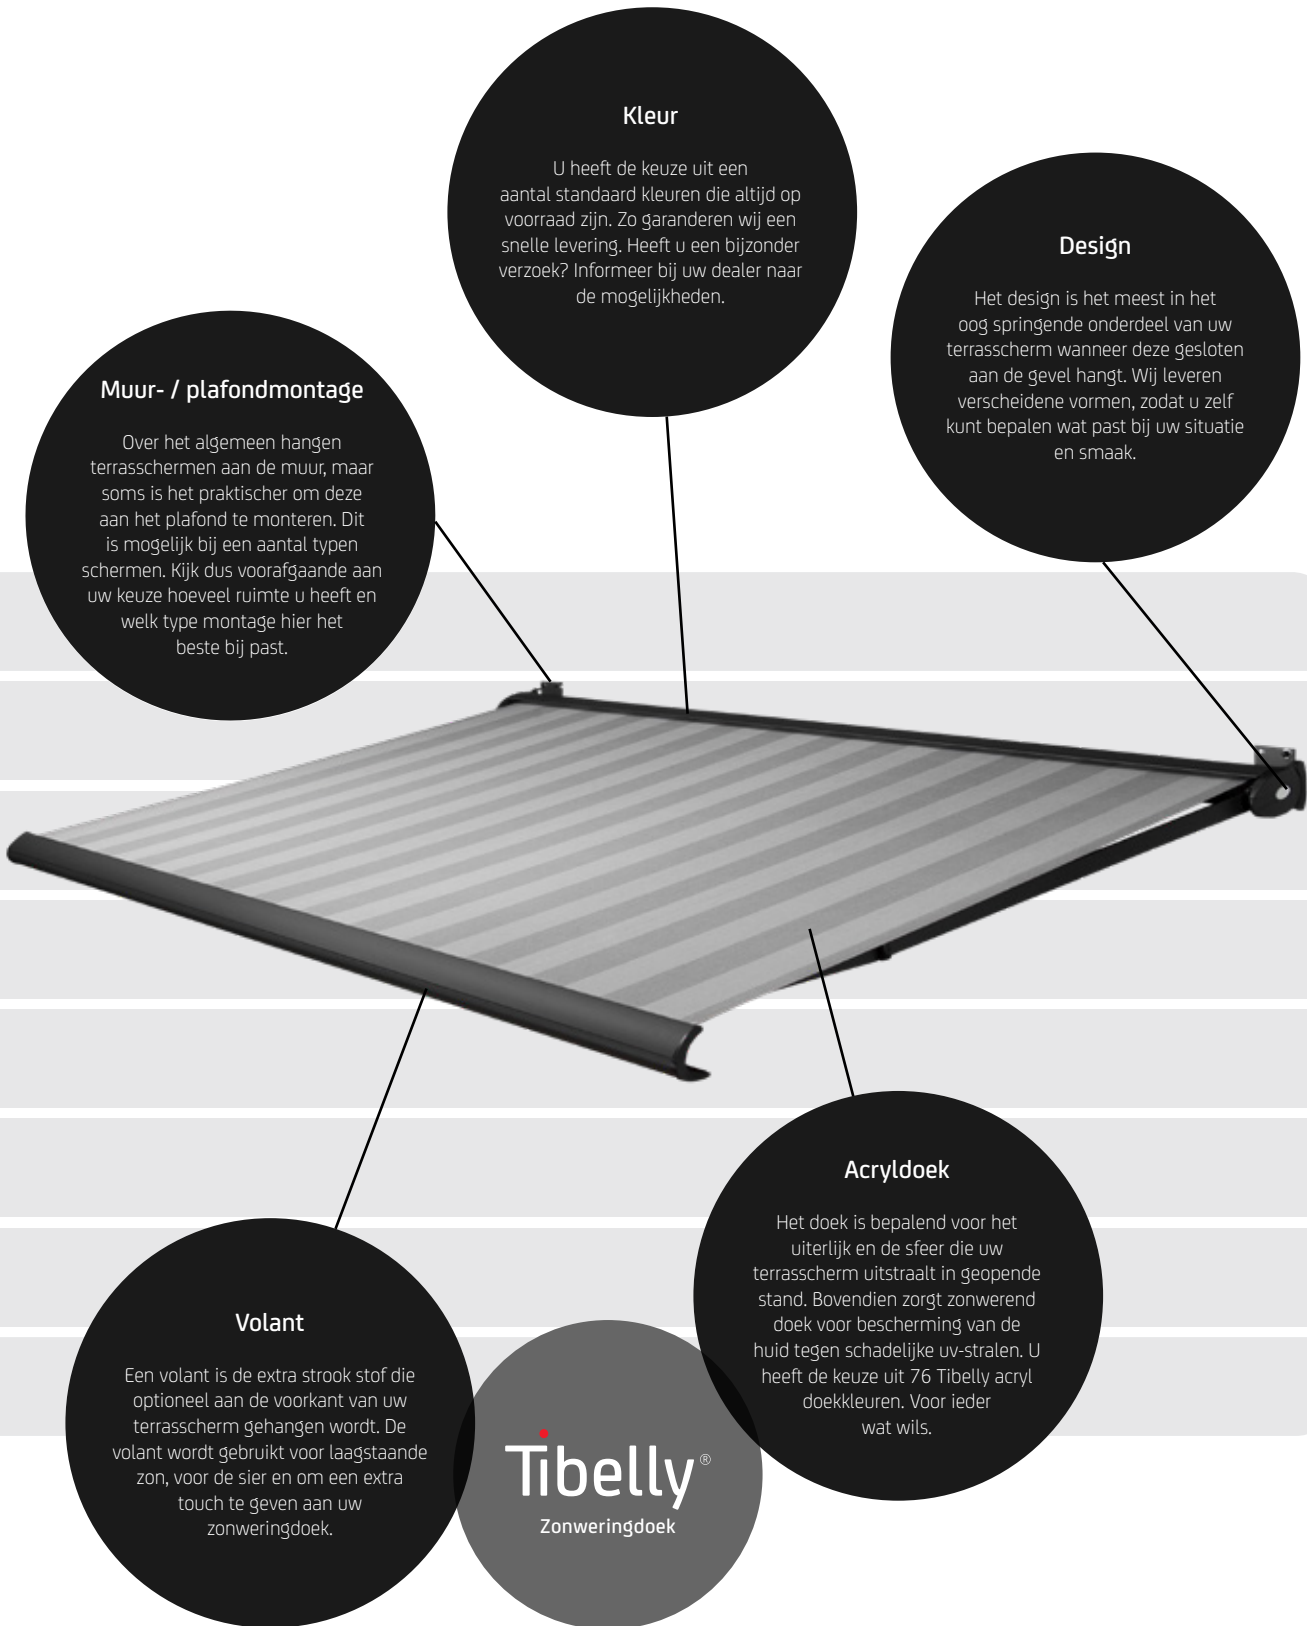 Kleur
U heeft de keuze uit een
aantal standaard kleuren die altijd op
voorraad zijn. Zo garanderen wij een
snelle levering. Heeft u een bijzonder
verzoek? Informeer bij uw dealer naar
de mogelijkheden.
Design
Het design is het meest in het
oog springende onderdeel van uw
terrasscherm wanneer deze gesloten
aan de gevel hangt. Wij leveren
verscheidene vormen, zodat u zelf
kunt bepalen wat past bij uw situatie
en smaak.
Muur- / plafondmontage
Over het algemeen hangen
terrasschermen aan de muur, maar
soms is het praktischer om deze
aan het plafond te monteren. Dit
is mogelijk bij een aantal typen
schermen. Kijk dus voorafgaande aan
uw keuze hoeveel ruimte u heeft en
welk type montage hier het
beste bij past.
Acryldoek
Het doek is bepalend voor het
uiterlijk en de sfeer die uw
terrasscherm uitstraalt in geopende
stand. Bovendien zorgt zonwerend
doek voor bescherming van de
huid tegen schadelijke uv-stralen. U
heeft de keuze uit 76 Tibelly acryl
doekkleuren. Voor ieder
wat wils.
Volant
Een volant is de extra strook stof die
optioneel aan de voorkant van uw
terrasscherm gehangen wordt. De
volant wordt gebruikt voor laagstaande
zon, voor de sier en om een extra
touch te geven aan uw
zonweringdoek.
Tibelly®
Zonweringdoek